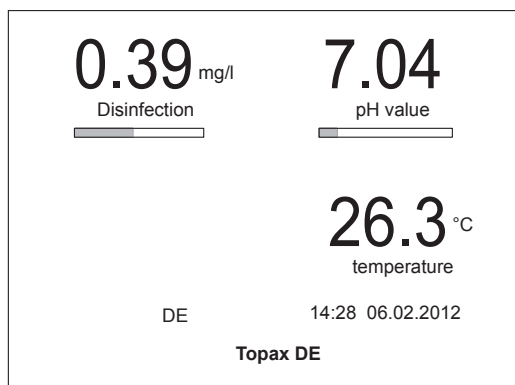 0.39 mg/l 7.04
Disinfection pH value
26.3 °C
temperature
DE 14:28 06.02.2012
Topax DE